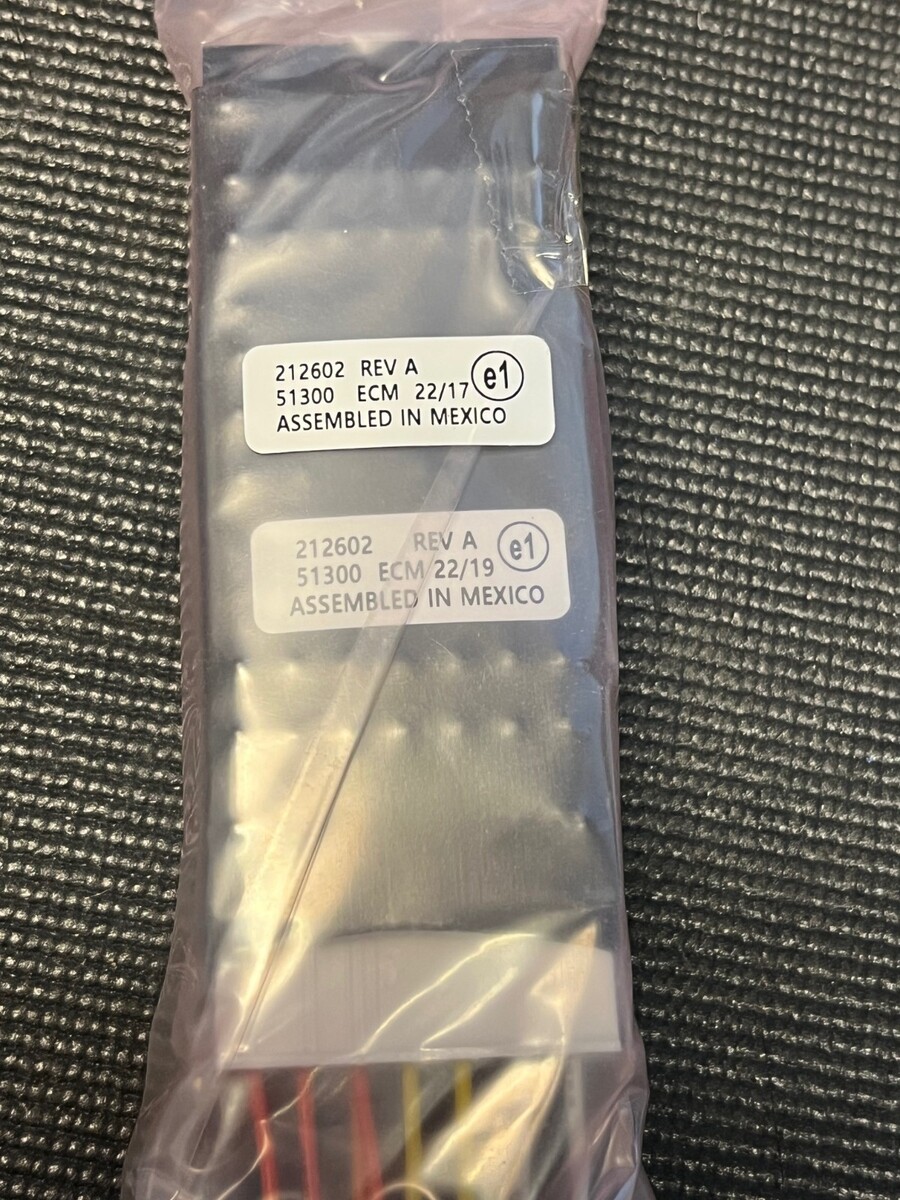 212602 REV A e1
51300 ECM 22/17
ASSEMBLED IN MEXICO
212602 REV A e1
51300 ECM 22/19
ASSEMBLED IN MEXICO